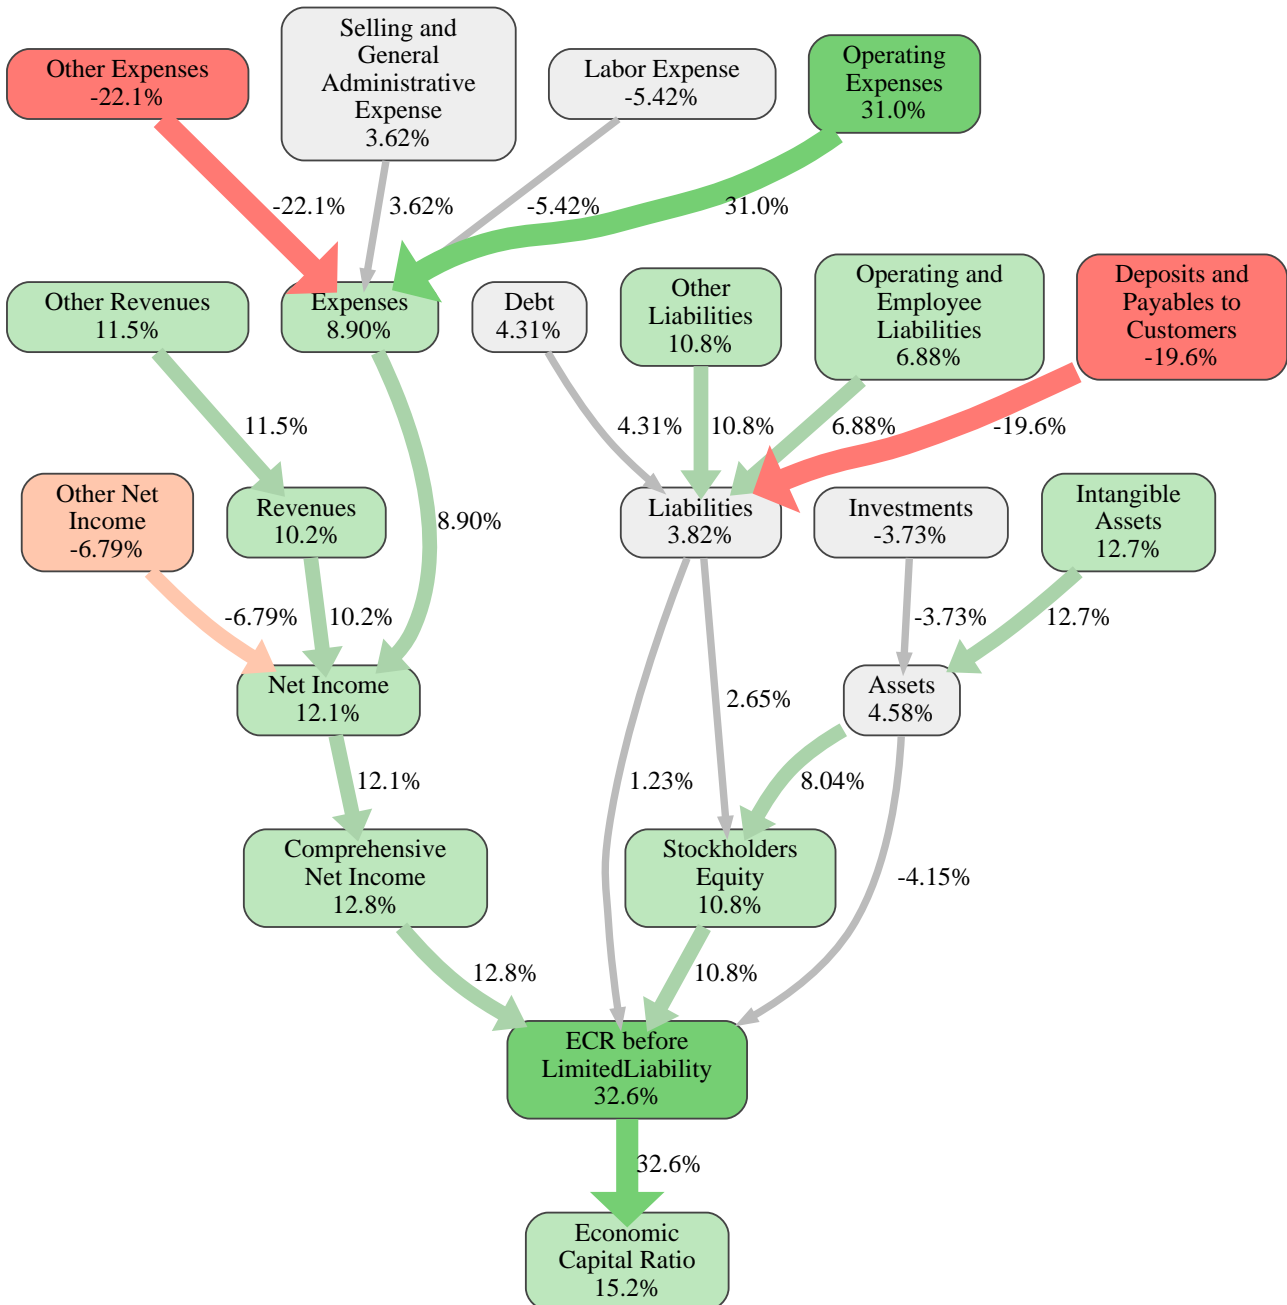 Other Expenses
-22.1%
Selling and
General
Administrative
Expense
3.62%
Labor Expense
-5.42%
Operating
Expenses
31.0%
-22.1%
3.62%
-5.42%
31.0%
Other Revenues
11.5%
Expenses
8.90%
Debt
4.31%
Other
Liabilities
10.8%
Operating and
Employee
Liabilities
6.88%
Deposits and
Payables to
Customers
-19.6%
11.5%
8.90%
4.31%
10.8%
6.88%
-19.6%
Other Net
Income
-6.79%
Revenues
10.2%
Liabilities
3.82%
Investments
-3.73%
Intangible
Assets
12.7%
-6.79%
10.2%
-3.73%
12.7%
Net Income
12.1%
2.65%
Assets
4.58%
12.1%
1.23%
8.04%
Comprehensive
Net Income
12.8%
Stockholders
Equity
10.8%
-4.15%
12.8%
10.8%
ECR before
LimitedLiability
32.6%
32.6%
Economic
Capital Ratio
15.2%